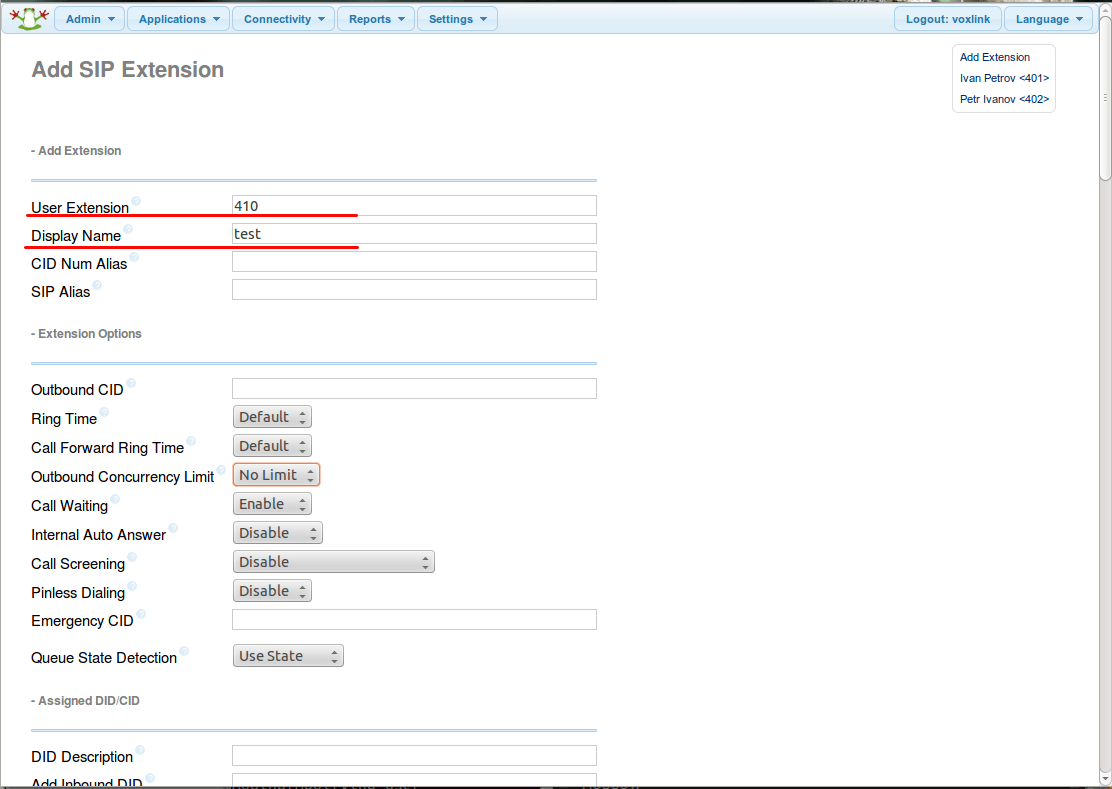 Admin Applications Connectivity Reports Settings Logout: voxlink Language
Add SIP Extension
Add Extension
Ivan Petrov <401>
Petr Ivanov <402>
- Add Extension
User Extension ? 410
Display Name ? test
CID Num Alias ?
SIP Alias ?
- Extension Options
Outbound CID ?
Ring Time ? Default
Call Forward Ring Time ? Default
Outbound Concurrency Limit ? No Limit
Call Waiting ? Enable
Internal Auto Answer ? Disable
Call Screening ? Disable
Pinless Dialing ? Disable
Emergency CID ?
Queue State Detection ? Use State
- Assigned DID/CID
DID Description ?
Add Inbound DID ?